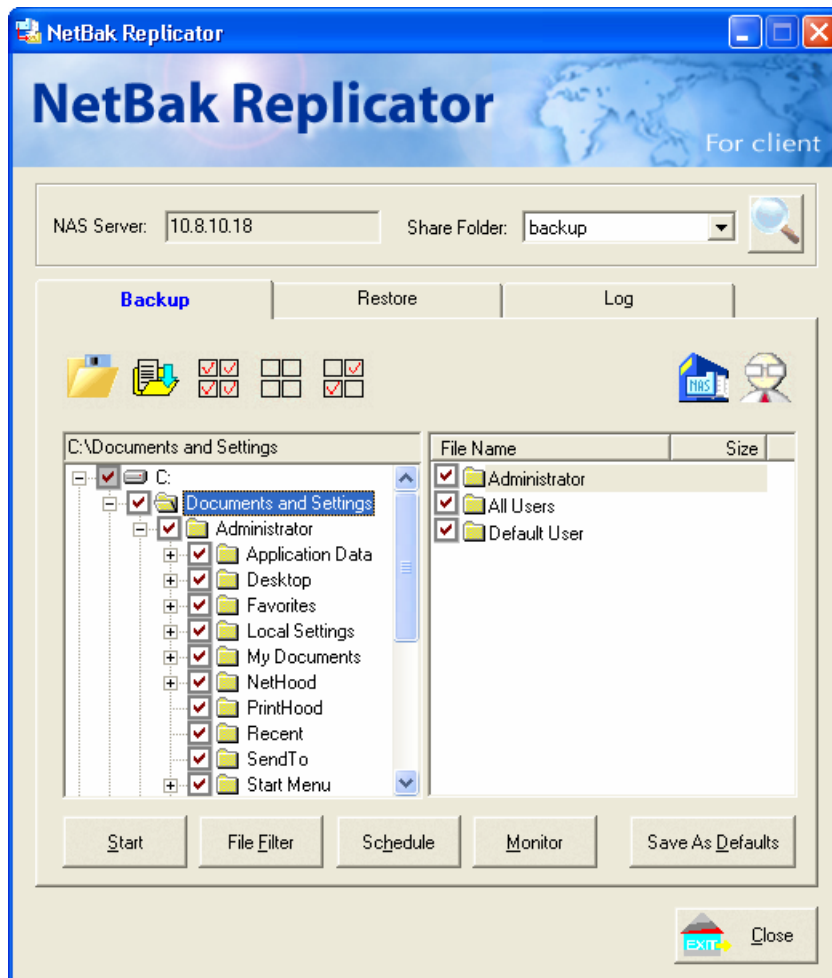 NetBak Replicator
NetBak Replicator
For client
NAS Server: 10.8.10.18 Share Folder: backup
Backup Restore Log
NAS
C:\Documents and Settings
File Name Size
C:
Documents and Settings
Administrator
Application Data
Desktop
Favorites
Local Settings
My Documents
NetHood
PrintHood
Recent
SendTo
Start Menu
Administrator
All Users
Default User
Start File Filter Schedule Monitor Save As Defaults
EXIT Close